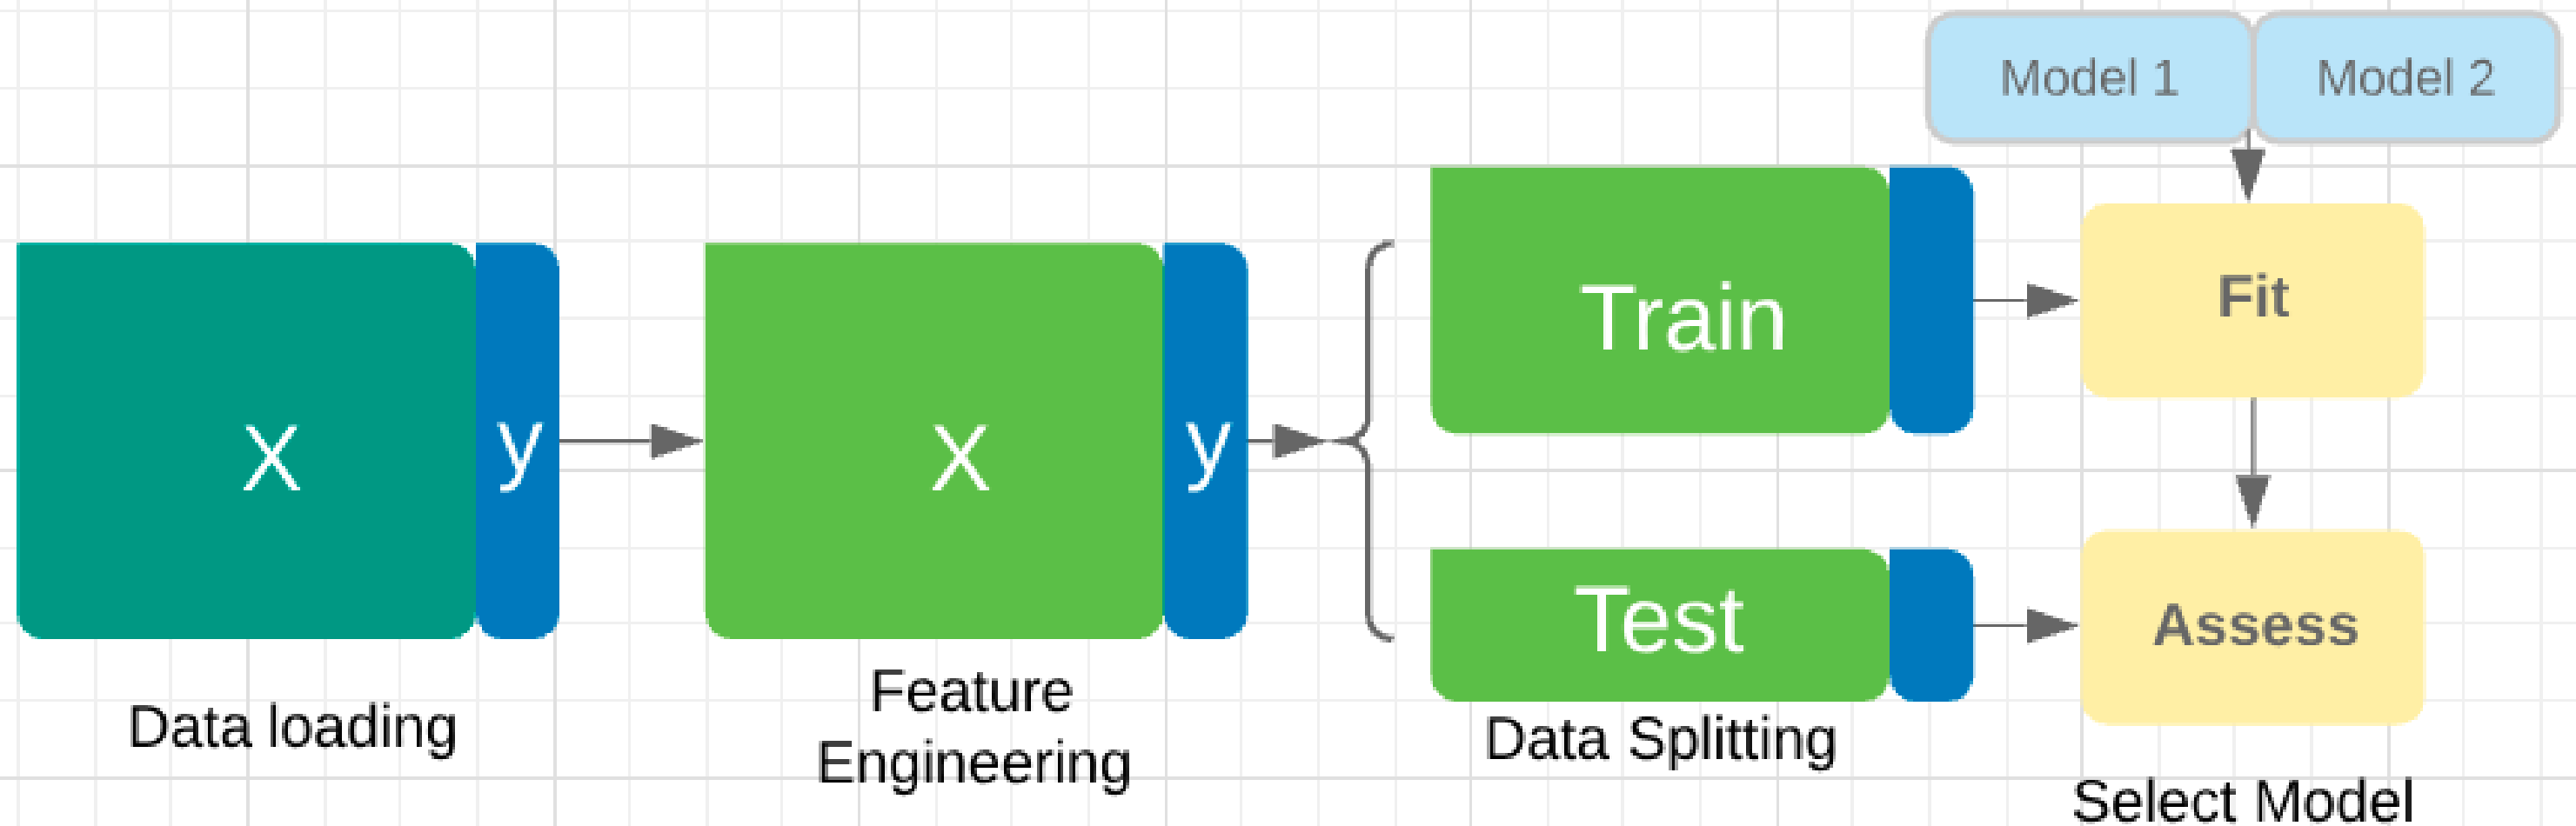 Model 1
Model 2
X
y
X
y
Train
Fit
Test
Assess
Data loading
Feature
Engineering
Data Splitting
Select Model